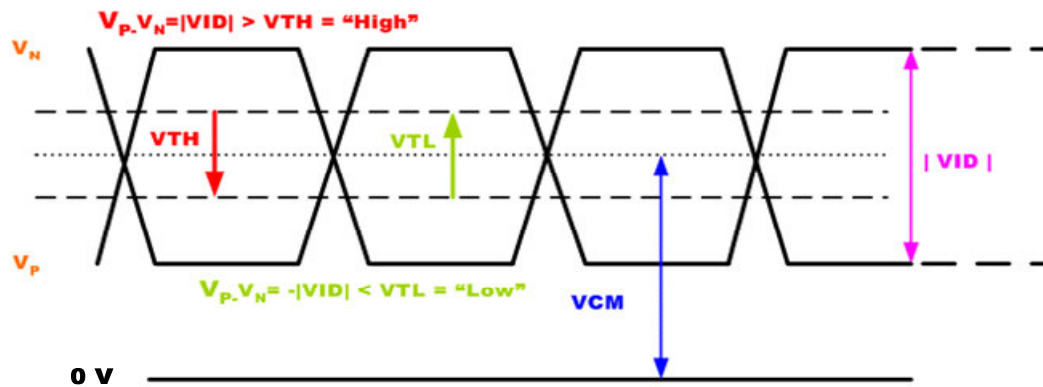 VP-VN=|VID| > VTH = “High”
VN
VTH
VTL
| VID |
VP
VP-VN= -|VID| < VTL = “Low”
VCM
0 V